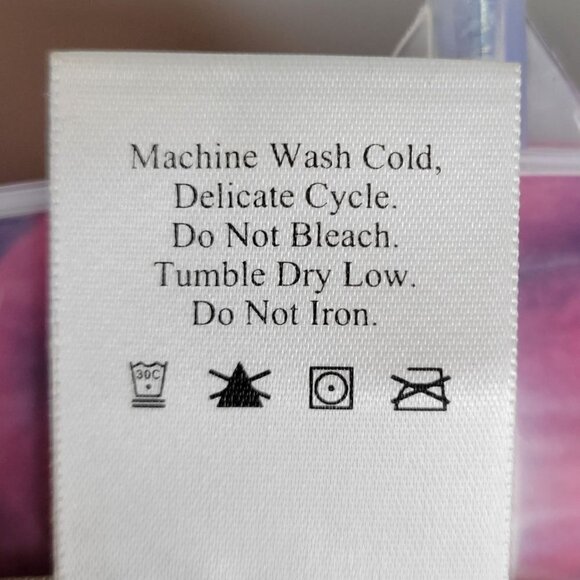 Machine Wash Cold,
Delicate Cycle.
Do Not Bleach.
Tumble Dry Low.
Do Not Iron.
30C